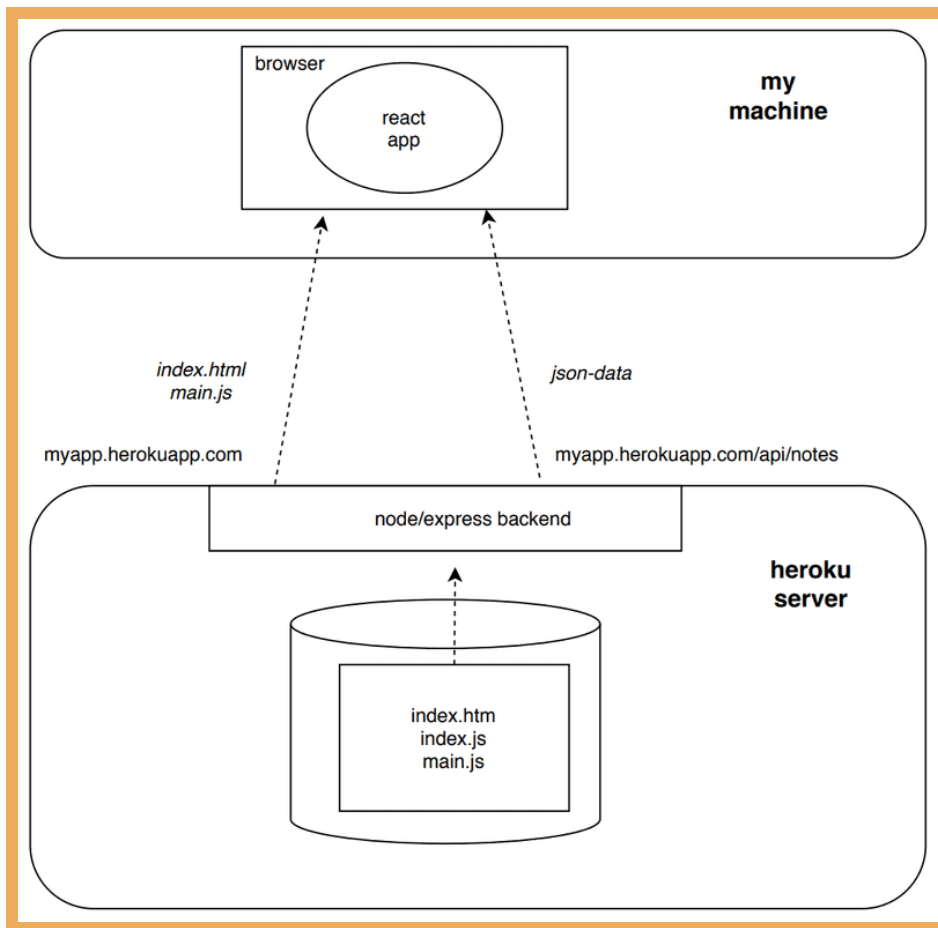 browser
react
app
my
machine
index.html
main.js
json-data
myapp.herokuapp.com
myapp.herokuapp.com/api/notes
node/express backend
heroku
server
index.htm
index.js
main.js